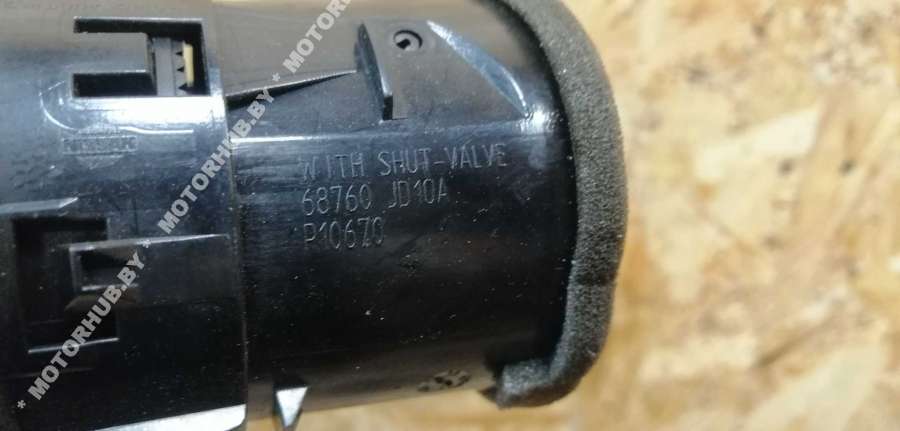 NISSAN
WITH SHUT-VALVE
68760 JD10A
P10670
* MOTORHUB.BY * MOTORHUB.BY * MOTORHUB.BY